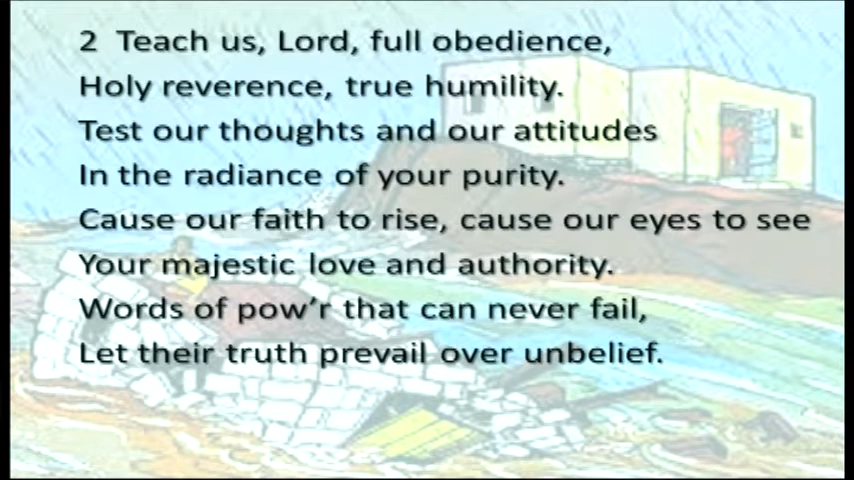 2 Teach us, Lord, full obedience,
Holy reverence, true humility.
Test our thoughts and our attitudes
In the radiance of your purity.
Cause our faith to rise, cause our eyes to see
Your majestic love and authority.
Words of pow’r that can never fail,
Let their truth prevail over unbelief.